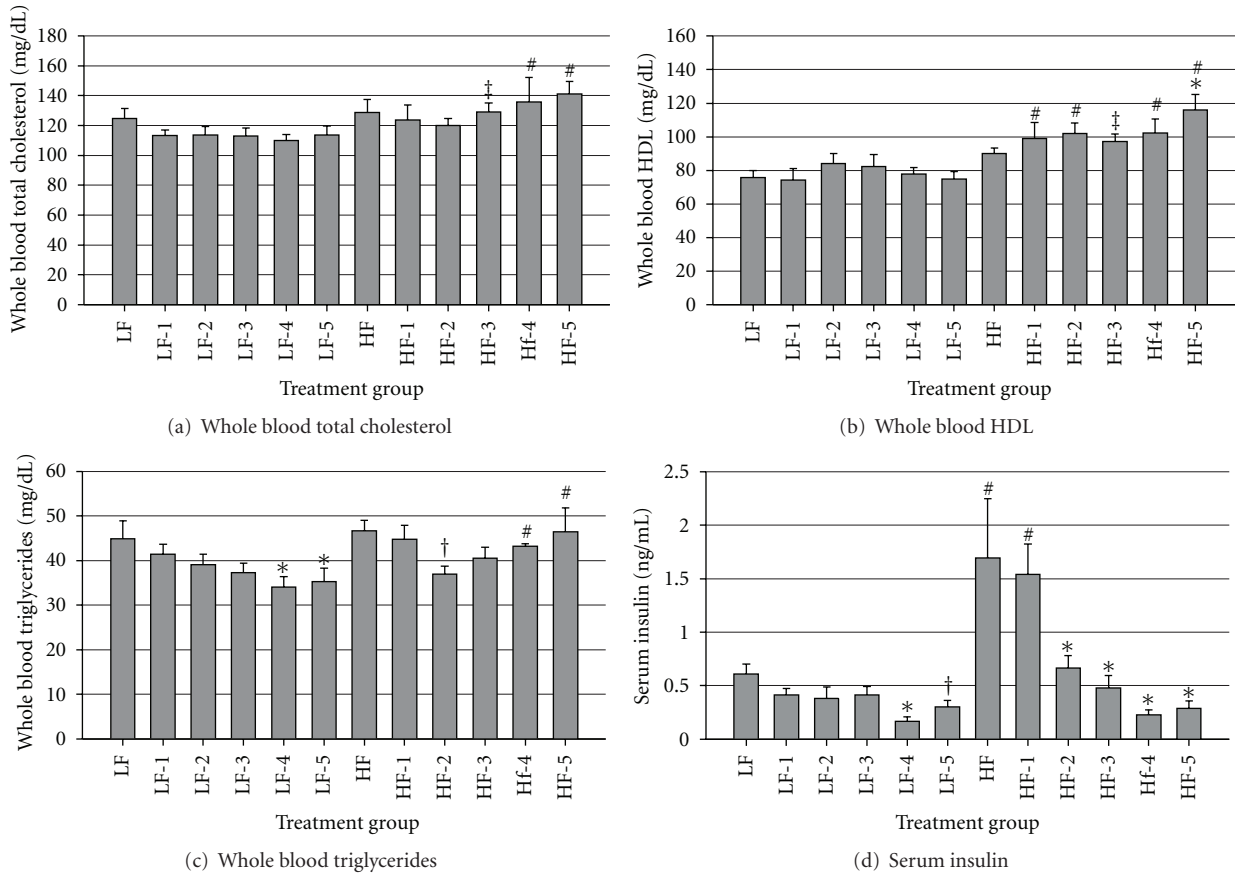 Whole blood total cholesterol (mg/dL)
180
160
140
120
100
80
60
40
20
0
‡
#
#
LF
LF-1
LF-2
LF-3
LF-4
LF-5
HF
HF-1
HF-2
HF-3
Hf-4
HF-5
Treatment group
(a) Whole blood total cholesterol
Whole blood HDL (mg/dL)
160
140
120
100
80
60
40
20
0
#
#
‡
#
#
*
LF
LF-1
LF-2
LF-3
LF-4
LF-5
HF
HF-1
HF-2
HF-3
Hf-4
HF-5
Treatment group
(b) Whole blood HDL
Whole blood triglycerides (mg/dL)
60
50
40
30
20
10
0
*
*
†
#
#
LF
LF-1
LF-2
LF-3
LF-4
LF-5
HF
HF-1
HF-2
HF-3
Hf-4
HF-5
Treatment group
(c) Whole blood triglycerides
Serum insulin (ng/mL)
2.5
2
1.5
1
0.5
0
*
†
#
#
*
*
*
*
LF
LF-1
LF-2
LF-3
LF-4
LF-5
HF
HF-1
HF-2
HF-3
Hf-4
HF-5
Treatment group
(d) Serum insulin